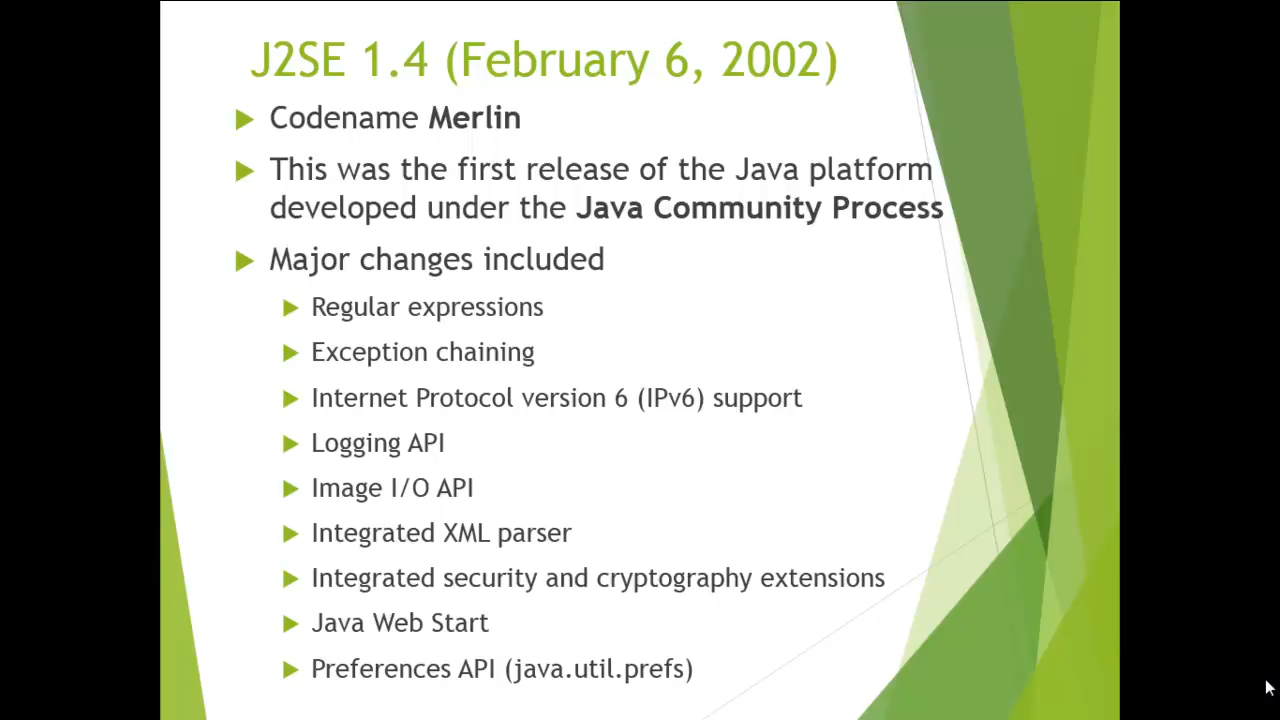 J2SE 1.4 (February 6, 2002)
Codename Merlin
This was the first release of the Java platform
developed under the Java Community Process
Major changes included
Regular expressions
Exception chaining
Internet Protocol version 6 (IPv6) support
Logging API
Image I/O API
Integrated XML parser
Integrated security and cryptography extensions
Java Web Start
Preferences API (java.util.prefs)